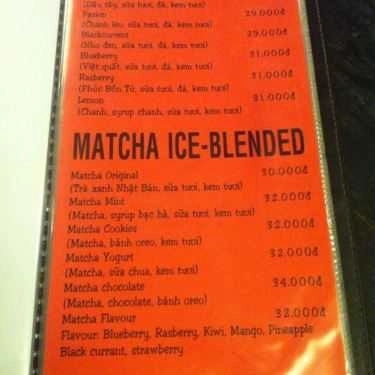 (Dâu tây, sữa tươi, đá, kem tươi)
Passion 29.000đ
(Chanh leo, sữa tươi, đá, kem tươi)
Blackcurrent 29.000đ
(Nho đen, sữa tươi, đá, kem tươi)
Blueberry 31.000đ
(Việt quất, sữa tươi, đá, kem tươi)
Rasberry 31.000đ
(Phúc Bồn Tử, sữa tươi, đá, kem tươi)
Lemon 31.000đ
(Chanh, syrup chanh, sữa tươi, kem tươi)
MATCHA ICE-BLENDED
Matcha Original 30.000đ
(Trà xanh Nhật Bản, sữa tươi, kem tươi)
Matcha Mint 32.000đ
(Matcha, syrup bạc hà, sữa tươi, kem tươi)
Matcha Cookies 32.000đ
(Matcha, bánh oreo, kem tươi)
Matcha Yogurt 32.000đ
(Matcha, sữa chua, kem tươi)
Matcha chocolate 34.000đ
(Matcha, chocolate, bánh oreo)
Matcha Flavour 32.000đ
Flavour: Blueberry, Rasberry, Kiwi, Mango, Pineapple
Black currant, strawberry